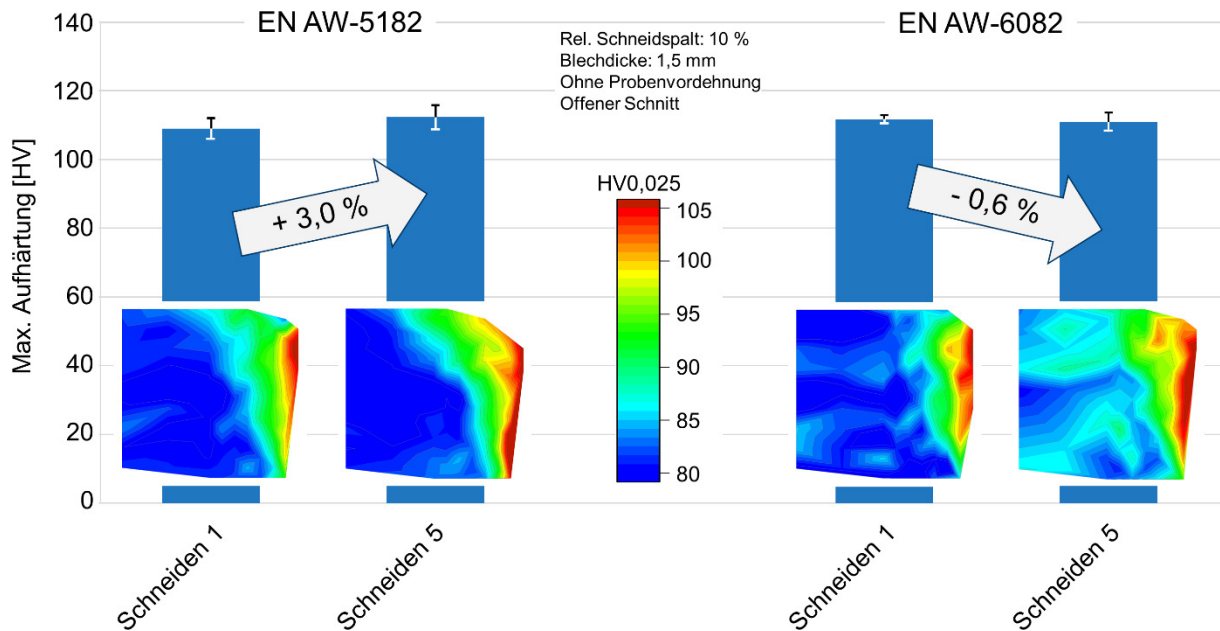 EN AW-5182
EN AW-6082
Rel. Schneidspalt: 10 %
Blechdicke: 1,5 mm
Ohne Probenvordehnung
Offener Schnitt
Max. Aufhärtung [HV]
140
120
100
80
60
40
20
0
+ 3,0 %
- 0,6 %
HV0,025
105
100
95
90
85
80
Schneiden 1
Schneiden 5
Schneiden 1
Schneiden 5